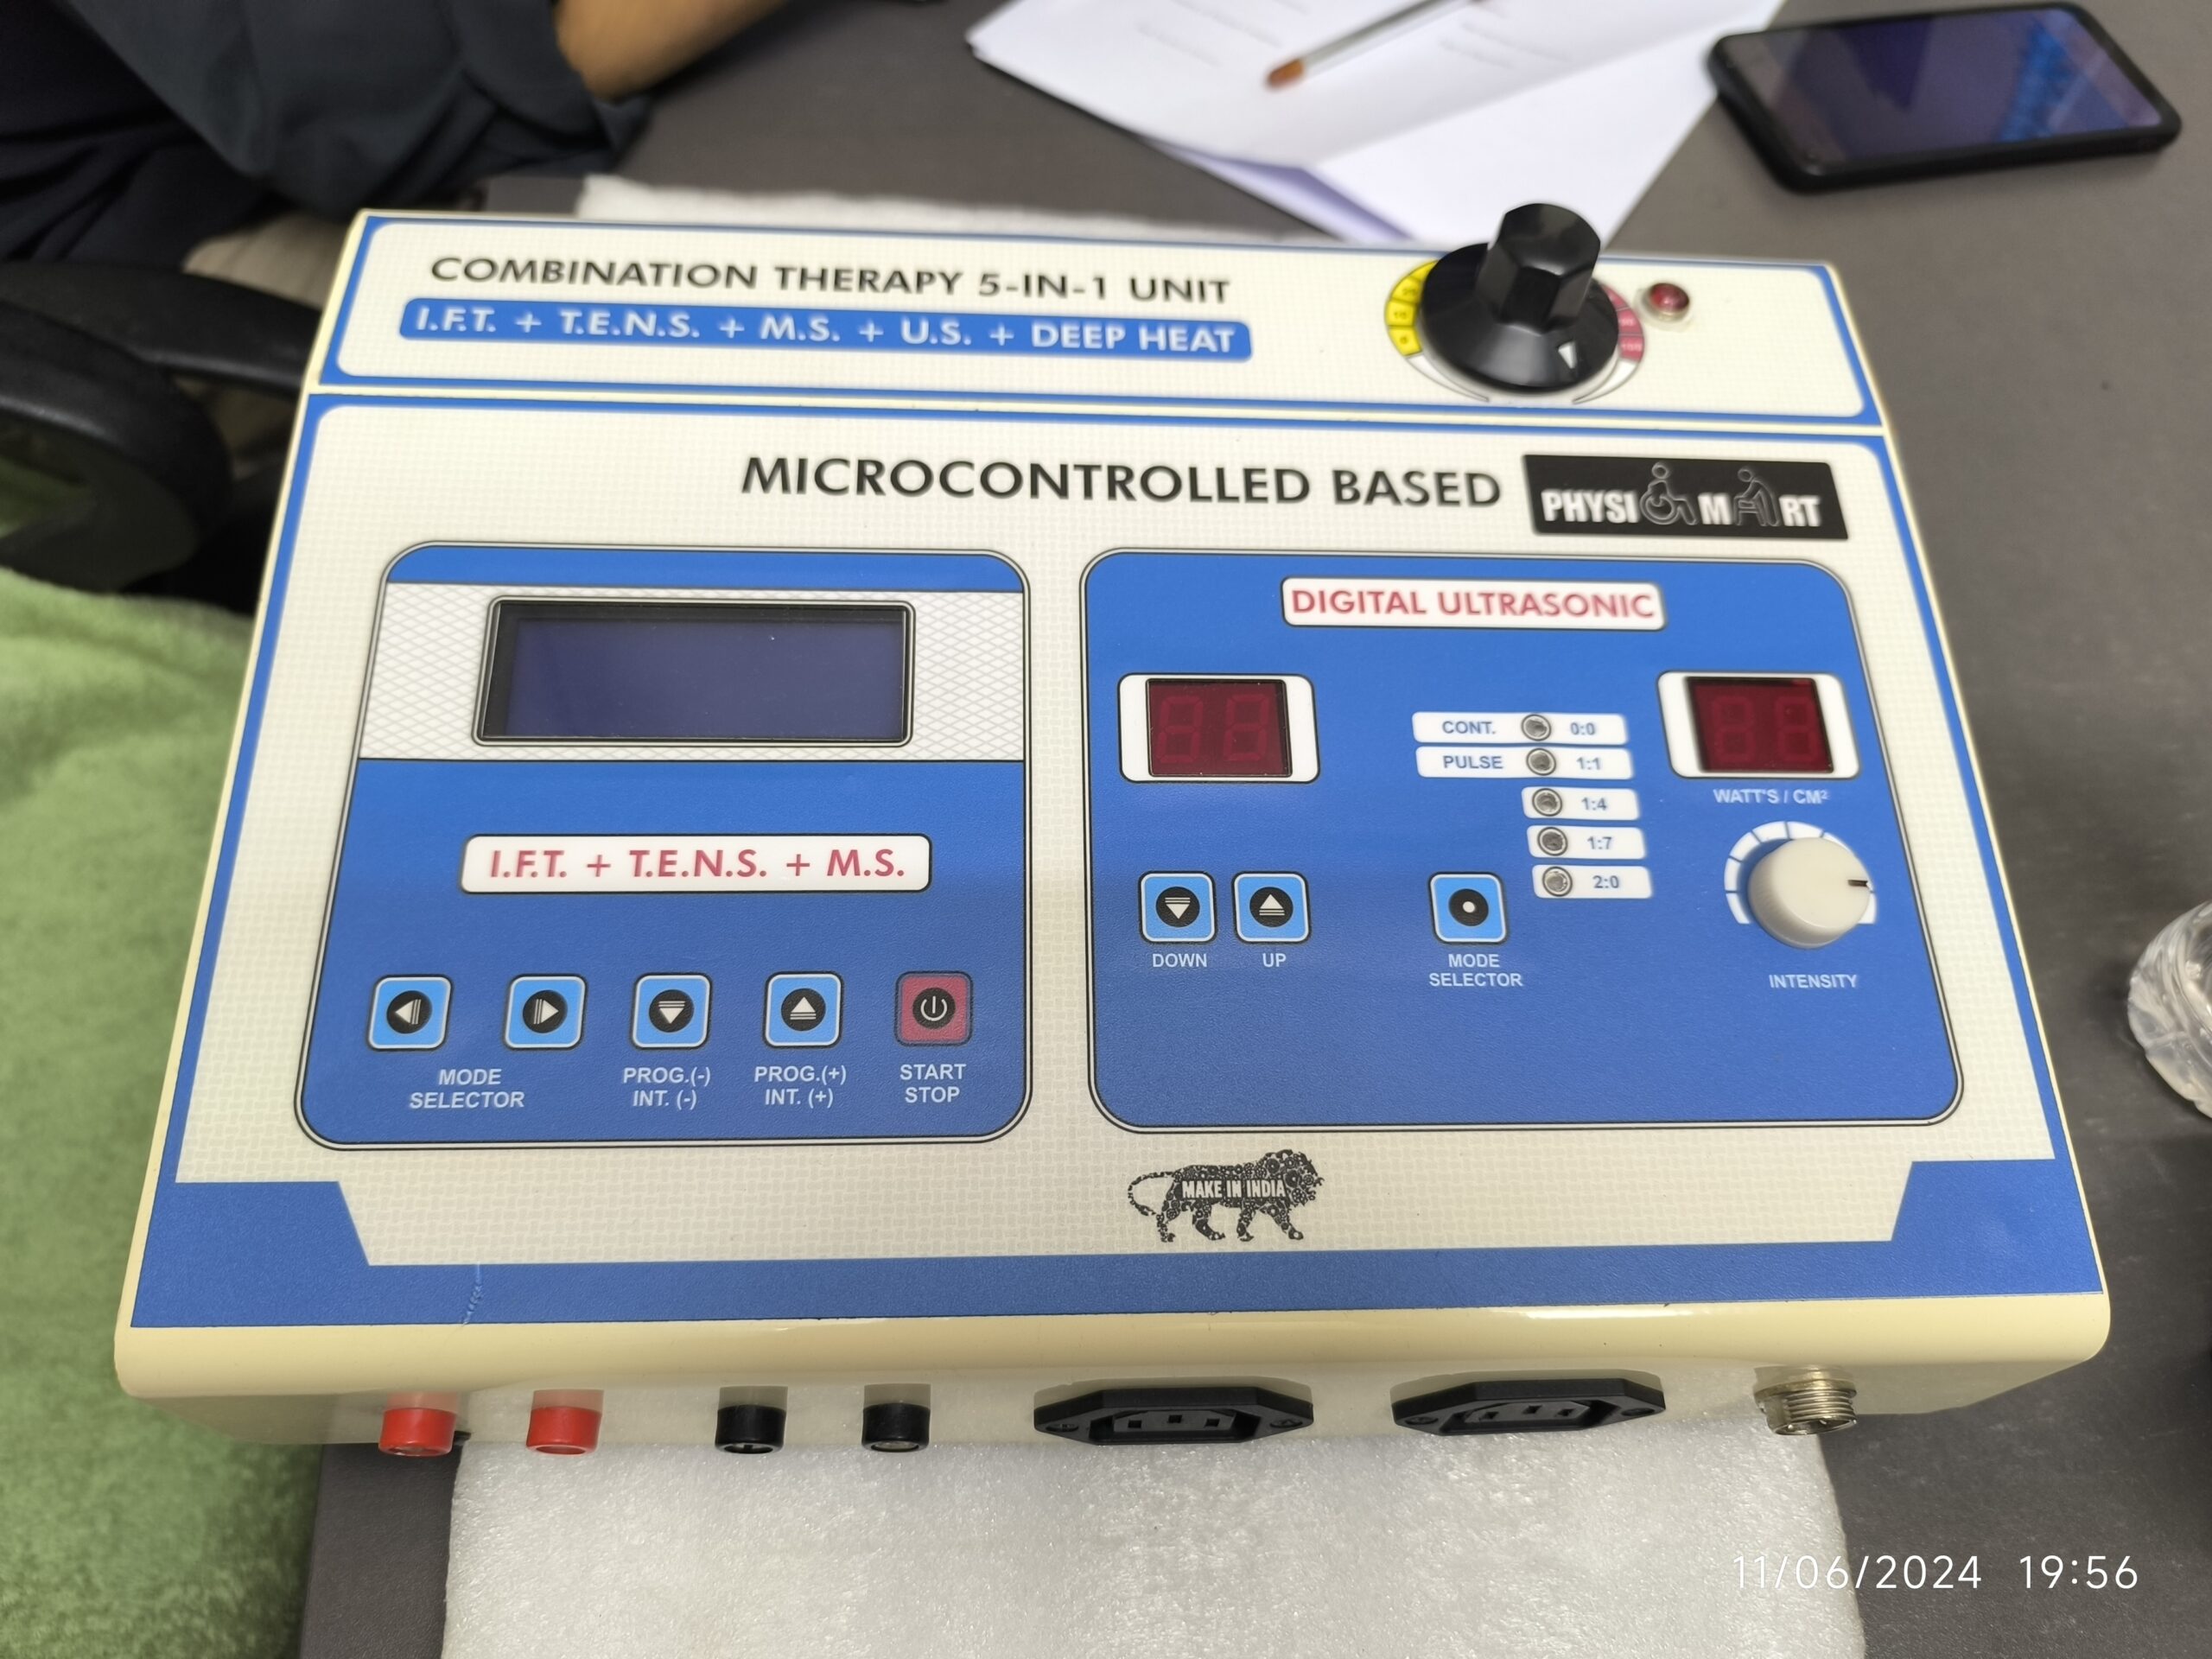 COMBINATION THERAPY 5-IN-1 UNIT
I.F.T. + T.E.N.S. + M.S. + U.S. + DEEP HEAT
MICROCONTROLLED BASED
PHYSIOMART
DIGITAL ULTRASONIC
CONT. 0:0
PULSE 1:1
1:4
1:7
2:0
WATT'S / CM²
I.F.T. + T.E.N.S. + M.S.
DOWN
UP
MODE
SELECTOR
INTENSITY
MODE
SELECTOR
PROG.(-)
INT. (-)
PROG.(+)
INT. (+)
START
STOP
MAKE IN INDIA
11/06/2024 19:56